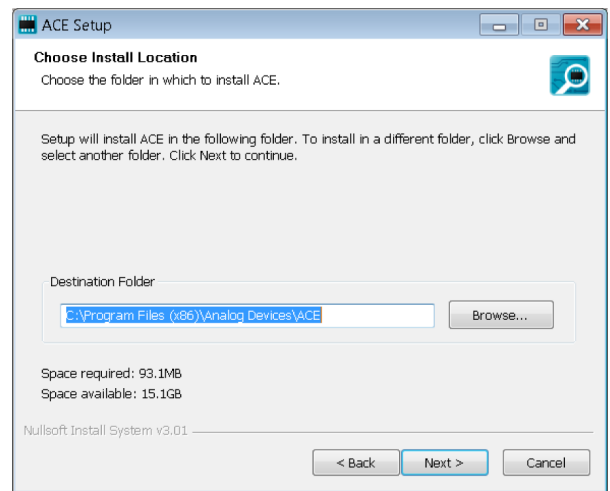 ACE Setup
Choose Install Location
Choose the folder in which to install ACE.
Setup will install ACE in the following folder. To install in a different folder, click Browse and
select another folder. Click Next to continue.
Destination Folder
C:\Program Files (x86)\Analog Devices\ACE
Browse...
Space required: 93.1MB
Space available: 15.1GB
Nullsoft Install System v3.01
< Back
Next >
Cancel